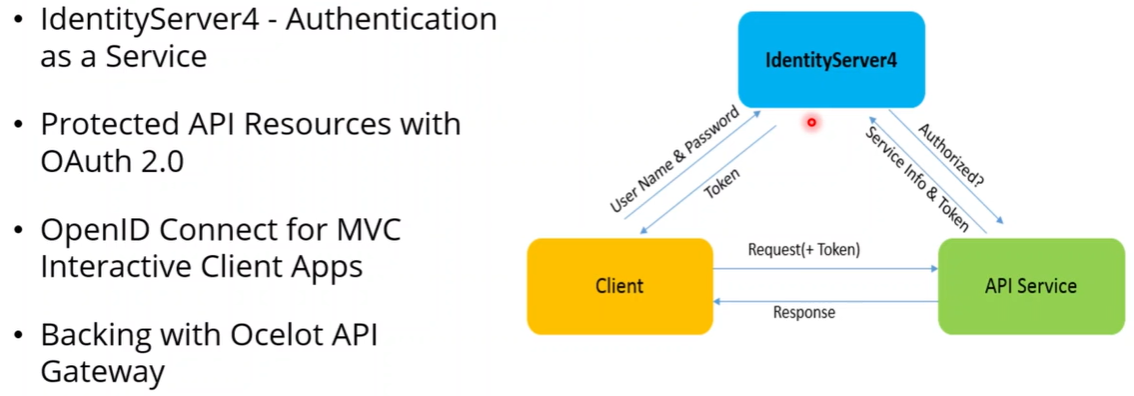 • IdentityServer4 - Authentication
as a Service
• Protected API Resources with
OAuth 2.0
• OpenID Connect for MVC
Interactive Client Apps
• Backing with Ocelot API
Gateway
IdentityServer4
User Name & Password
Token
Authorized?
Service Info & Token
Client
Request(+ Token)
Response
API Service